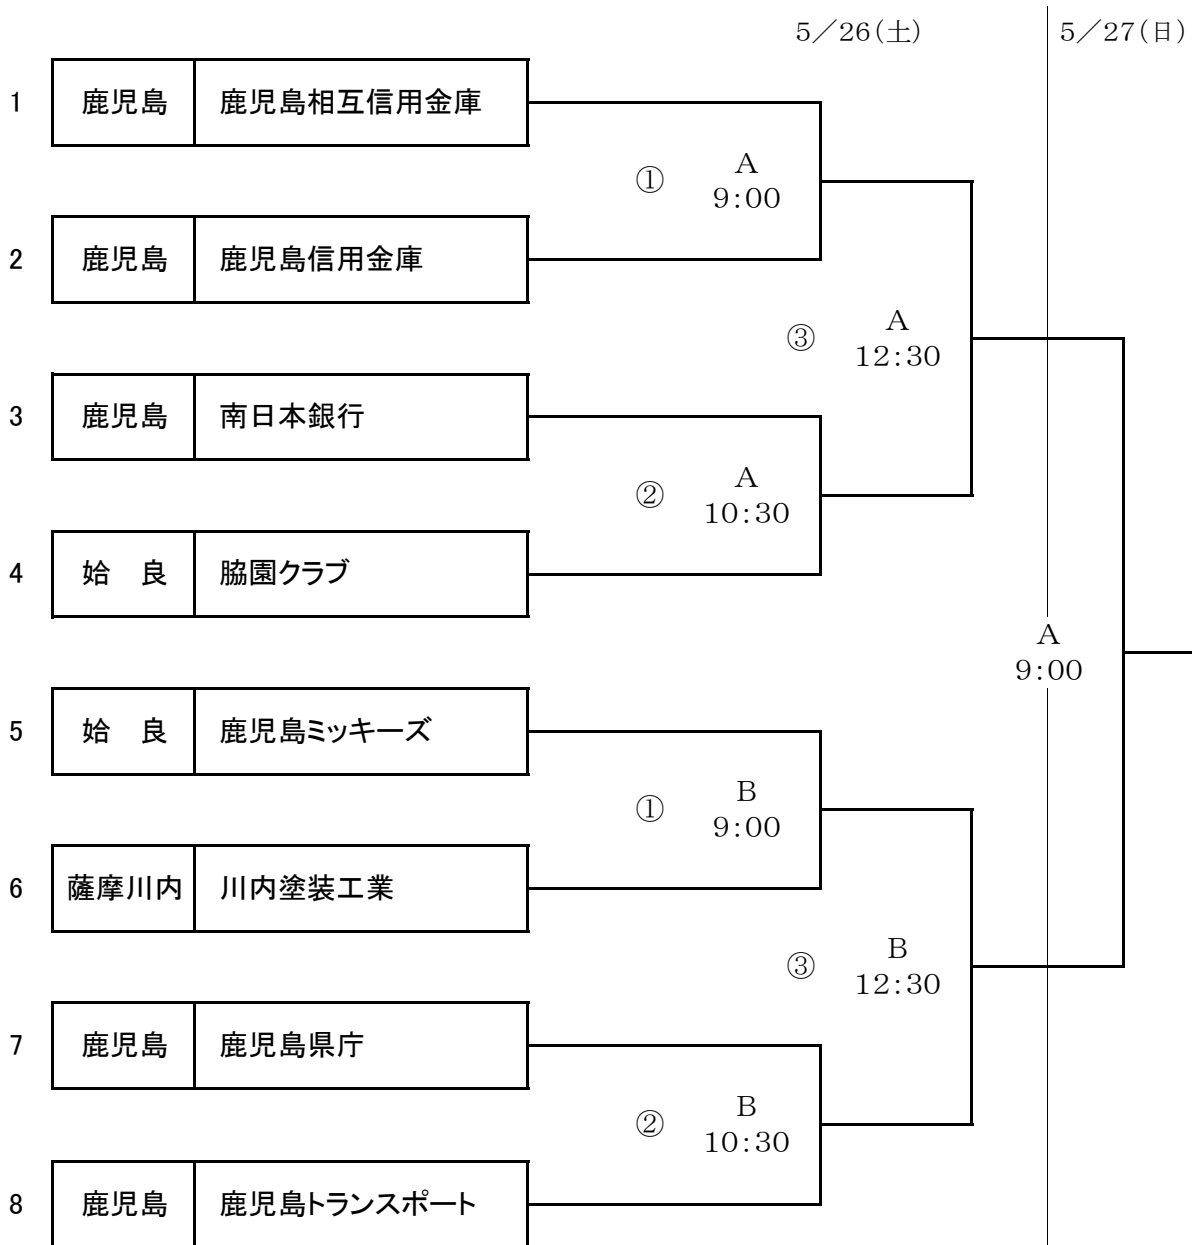 5／26(土) 5／27(日)
1 鹿児島 鹿児島相互信用金庫
① A
9:00
2 鹿児島 鹿児島信用金庫
③ A
12:30
3 鹿児島 南日本銀行
② A
10:30
4 姶　良 脇園クラブ
A
9:00
5 姶　良 鹿児島ミッキーズ
① B
9:00
6 薩摩川内 川内塗装工業
③ B
12:30
7 鹿児島 鹿児島県庁
② B
10:30
8 鹿児島 鹿児島トランスポート